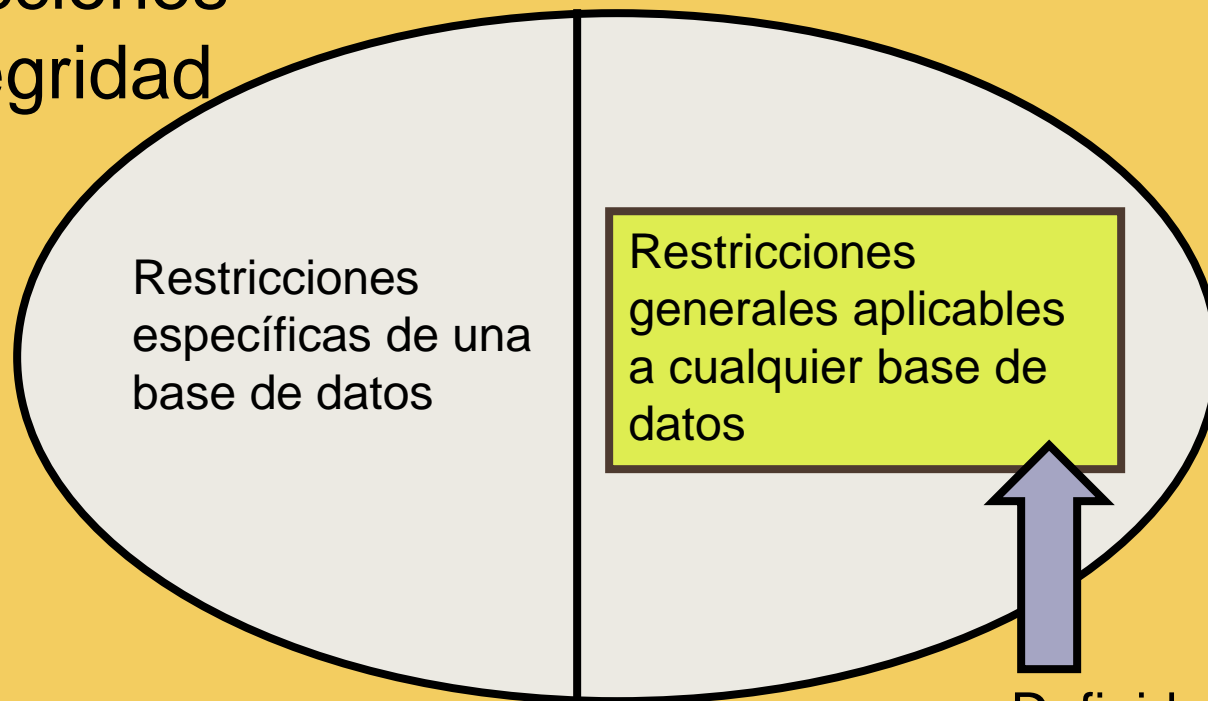 egridad
Restricciones
específicas de una
base de datos
Restricciones
generales aplicables
a cualquier base de
datos